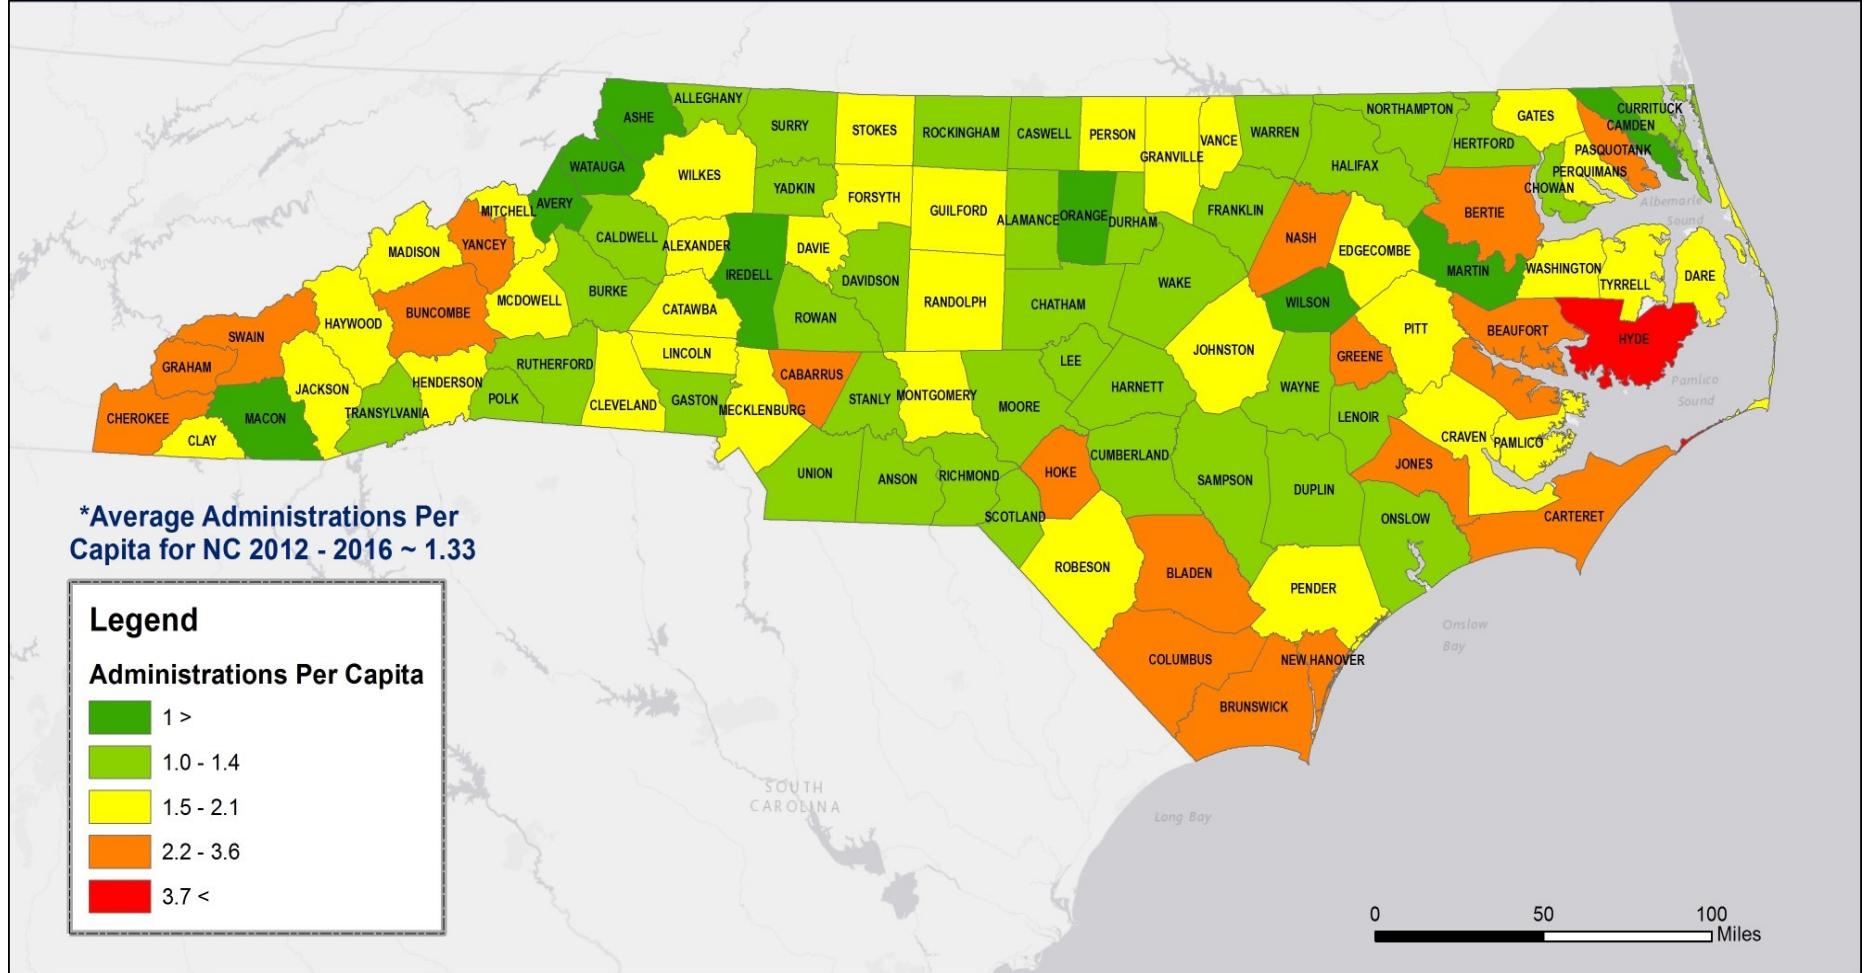 ALLEGHANY
NORTHAMPTON
CURRITUCK
ASHE
SURRY
STOKES
ROCKINGHAM
CASWELL
PERSON
VANCE
WARREN
GATES
CAMDEN
HERTFORD
PASQUOTANK
GRANVILLE
WATAUGA
WILKES
HALIFAX
PERQUIMANS
YADKIN
CHOWAN
FORSYTH
AVERY
MITCHELL
GUILFORD
ALAMANCE
ORANGE
DURHAM
FRANKLIN
BERTIE
Albemarle
Sound
CALDWELL
ALEXANDER
DAVIE
NASH
EDGECOMBE
MADISON
YANCEY
IREDELL
DAVIDSON
WAKE
MARTIN
WASHINGTON
TYRRELL
DARE
BURKE
MCDOWELL
CATAWBA
RANDOLPH
CHATHAM
WILSON
BUNCOMBE
ROWAN
HAYWOOD
PITT
BEAUFORT
HYDE
SWAIN
LINCOLN
JOHNSTON
GREENE
GRAHAM
RUTHERFORD
LEE
CABARRUS
HENDERSON
JACKSON
HARNETT
WAYNE
Pamlico
Sound
POLK
GASTON
STANLY
MONTGOMERY
CLEVELAND
MECKLENBURG
MOORE
TRANSYLVANIA
MACON
CHEROKEE
LENOIR
CLAY
CRAVEN
PAMLICO
CUMBERLAND
UNION
ANSON
RICHMOND
HOKE
SAMPSON
JONES
DUPLIN
SCOTLAND
ONSLOW
CARTERET
*Average Administrations Per
Capita for NC 2012 - 2016 ~ 1.33
ROBESON
BLADEN
PENDER
Onslow
Bay
COLUMBUS
NEW HANOVER
BRUNSWICK
Legend
Administrations Per Capita
1 >
1.0 - 1.4
1.5 - 2.1
2.2 - 3.6
3.7 <
SOUTH
CAROLINA
Long Bay
0 50 100
Miles